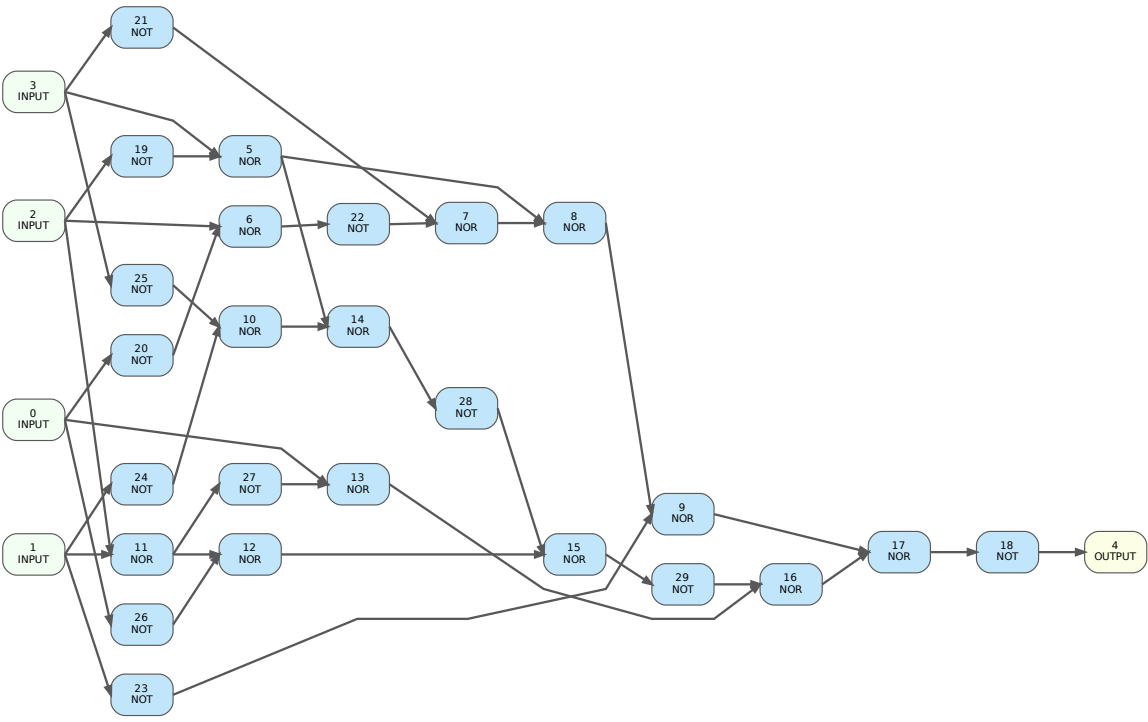 21
NOT
3
INPUT
19
NOT
5
NOR
2
INPUT
6
NOR
22
NOT
7
NOR
8
NOR
25
NOT
10
NOR
14
NOR
20
NOT
0
INPUT
28
NOT
24
NOT
27
NOT
13
NOR
9
NOR
1
INPUT
11
NOR
12
NOR
15
NOR
17
NOR
18
NOT
4
OUTPUT
29
NOT
16
NOR
26
NOT
23
NOT